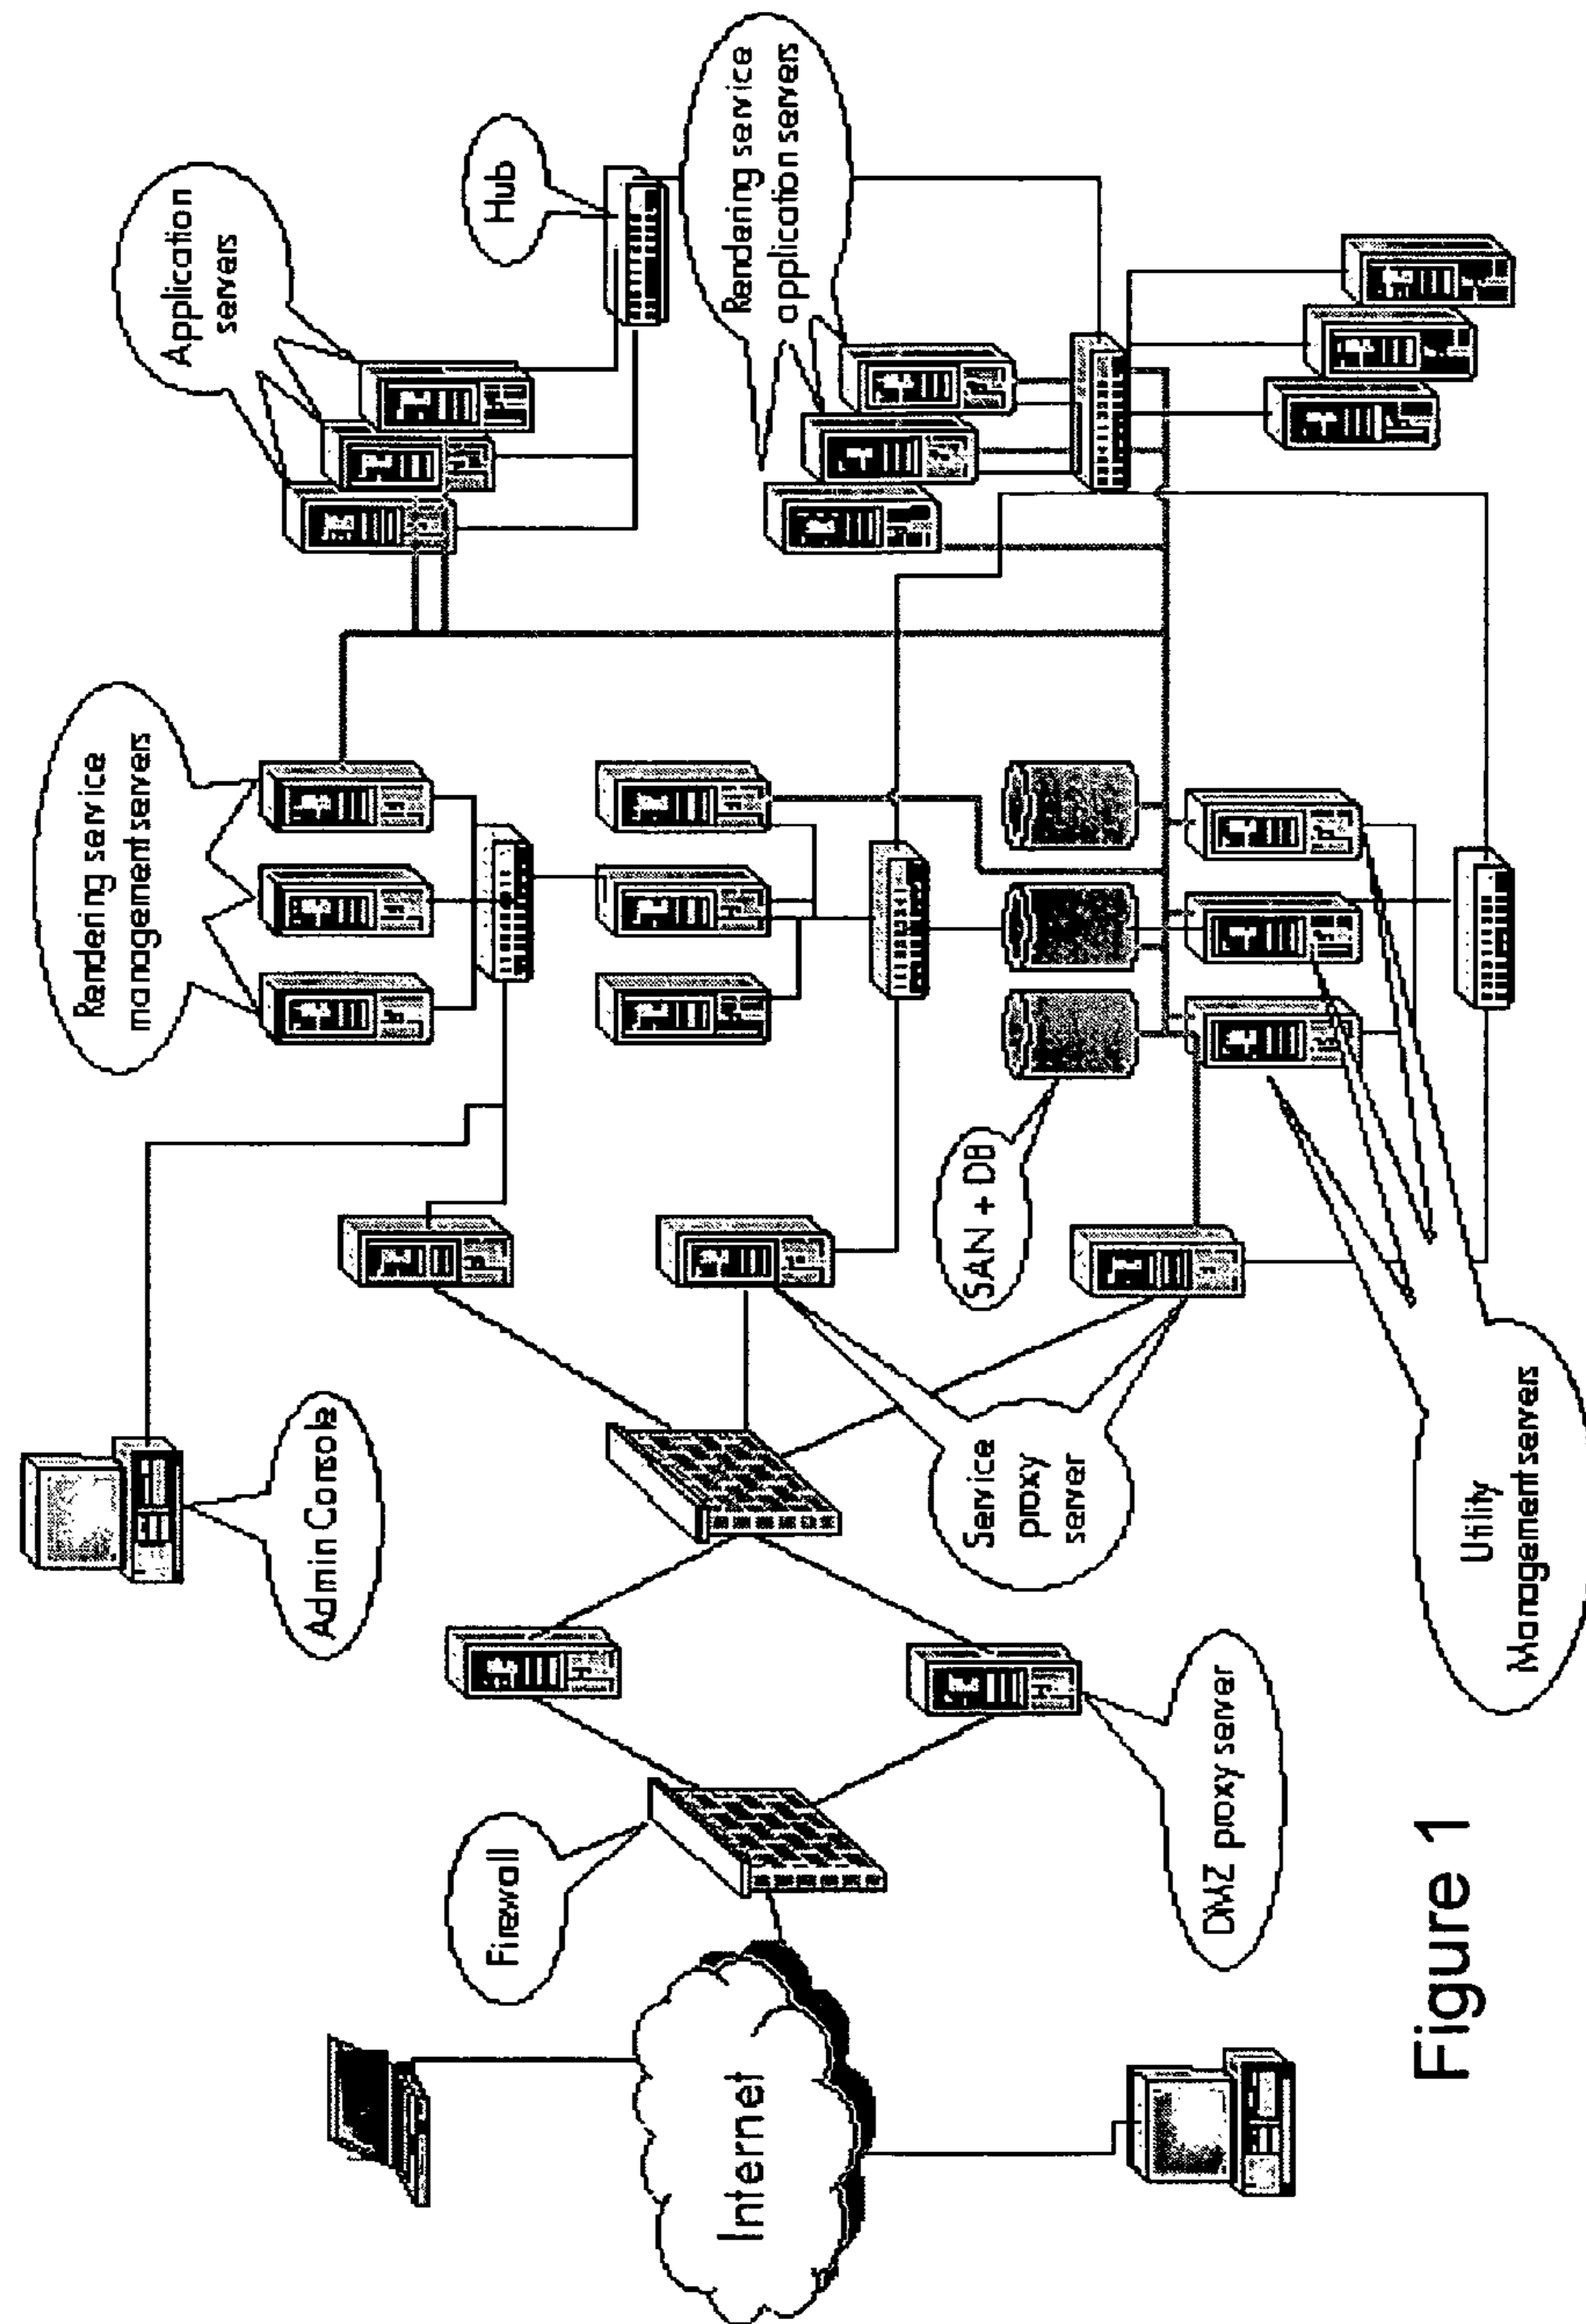 Rendering service
management servers
Application
servers
Admin Console
Hub
Firewall
Rendering service
application servers
Internet
SAN + DB
Service
proxy
server
DMZ proxy server
Utility
Management servers
Figure 1